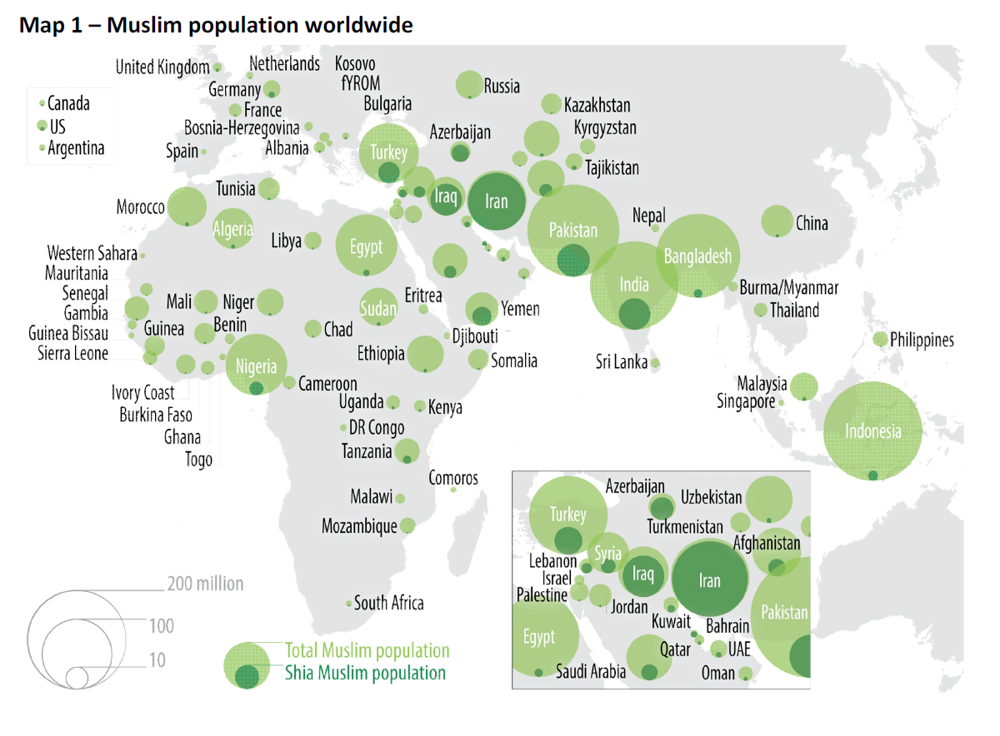 Map 1 – Muslim population worldwide
United Kingdom
Netherlands
Kosovo
fYROM
Bulgaria
Germany
France
Bosnia-Herzegovina
Albania
Spain
Canada
US
Argentina
Russia
Kazakhstan
Kyrgyzstan
Azerbaijan
Tajikistan
Turkey
Tunisia
Morocco
Algeria
Libya
Egypt
Iraq
Iran
Pakistan
Nepal
China
Bangladesh
India
Burma/Myanmar
Thailand
Western Sahara
Mauritania
Senegal
Gambia
Guinea Bissau
Sierra Leone
Mali
Niger
Guinea
Benin
Chad
Sudan
Eritrea
Yemen
Djibouti
Ethiopia
Somalia
Nigeria
Cameroon
Sri Lanka
Philippines
Malaysia
Singapore
Indonesia
Ivory Coast
Burkina Faso
Ghana
Togo
Uganda
Kenya
DR Congo
Tanzania
Comoros
Malawi
Mozambique
South Africa
Azerbaijan
Uzbekistan
Turkey
Turkmenistan
Afghanistan
Syria
Lebanon
Israel
Palestine
Iraq
Iran
Jordan
Kuwait
Bahrain
Pakistan
Egypt
Qatar
UAE
Saudi Arabia
Oman
200 million
100
10
Total Muslim population
Shia Muslim population